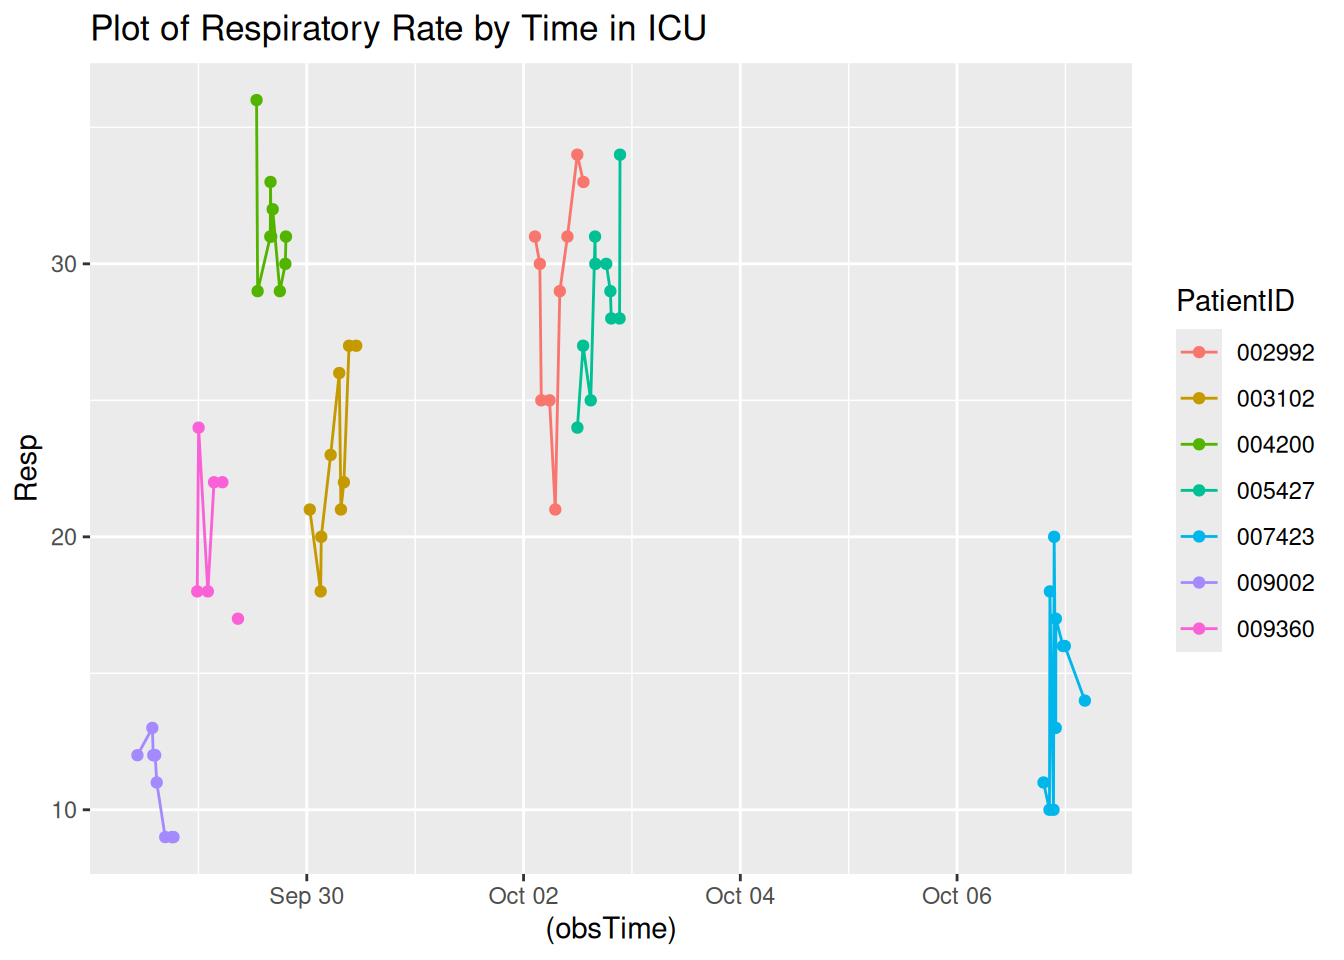 Plot of Respiratory Rate by Time in ICU
Resp
30
20
10
Sep 30
Oct 02
Oct 04
Oct 06
(obsTime)
PatientID
002992
003102
004200
005427
007423
009002
009360